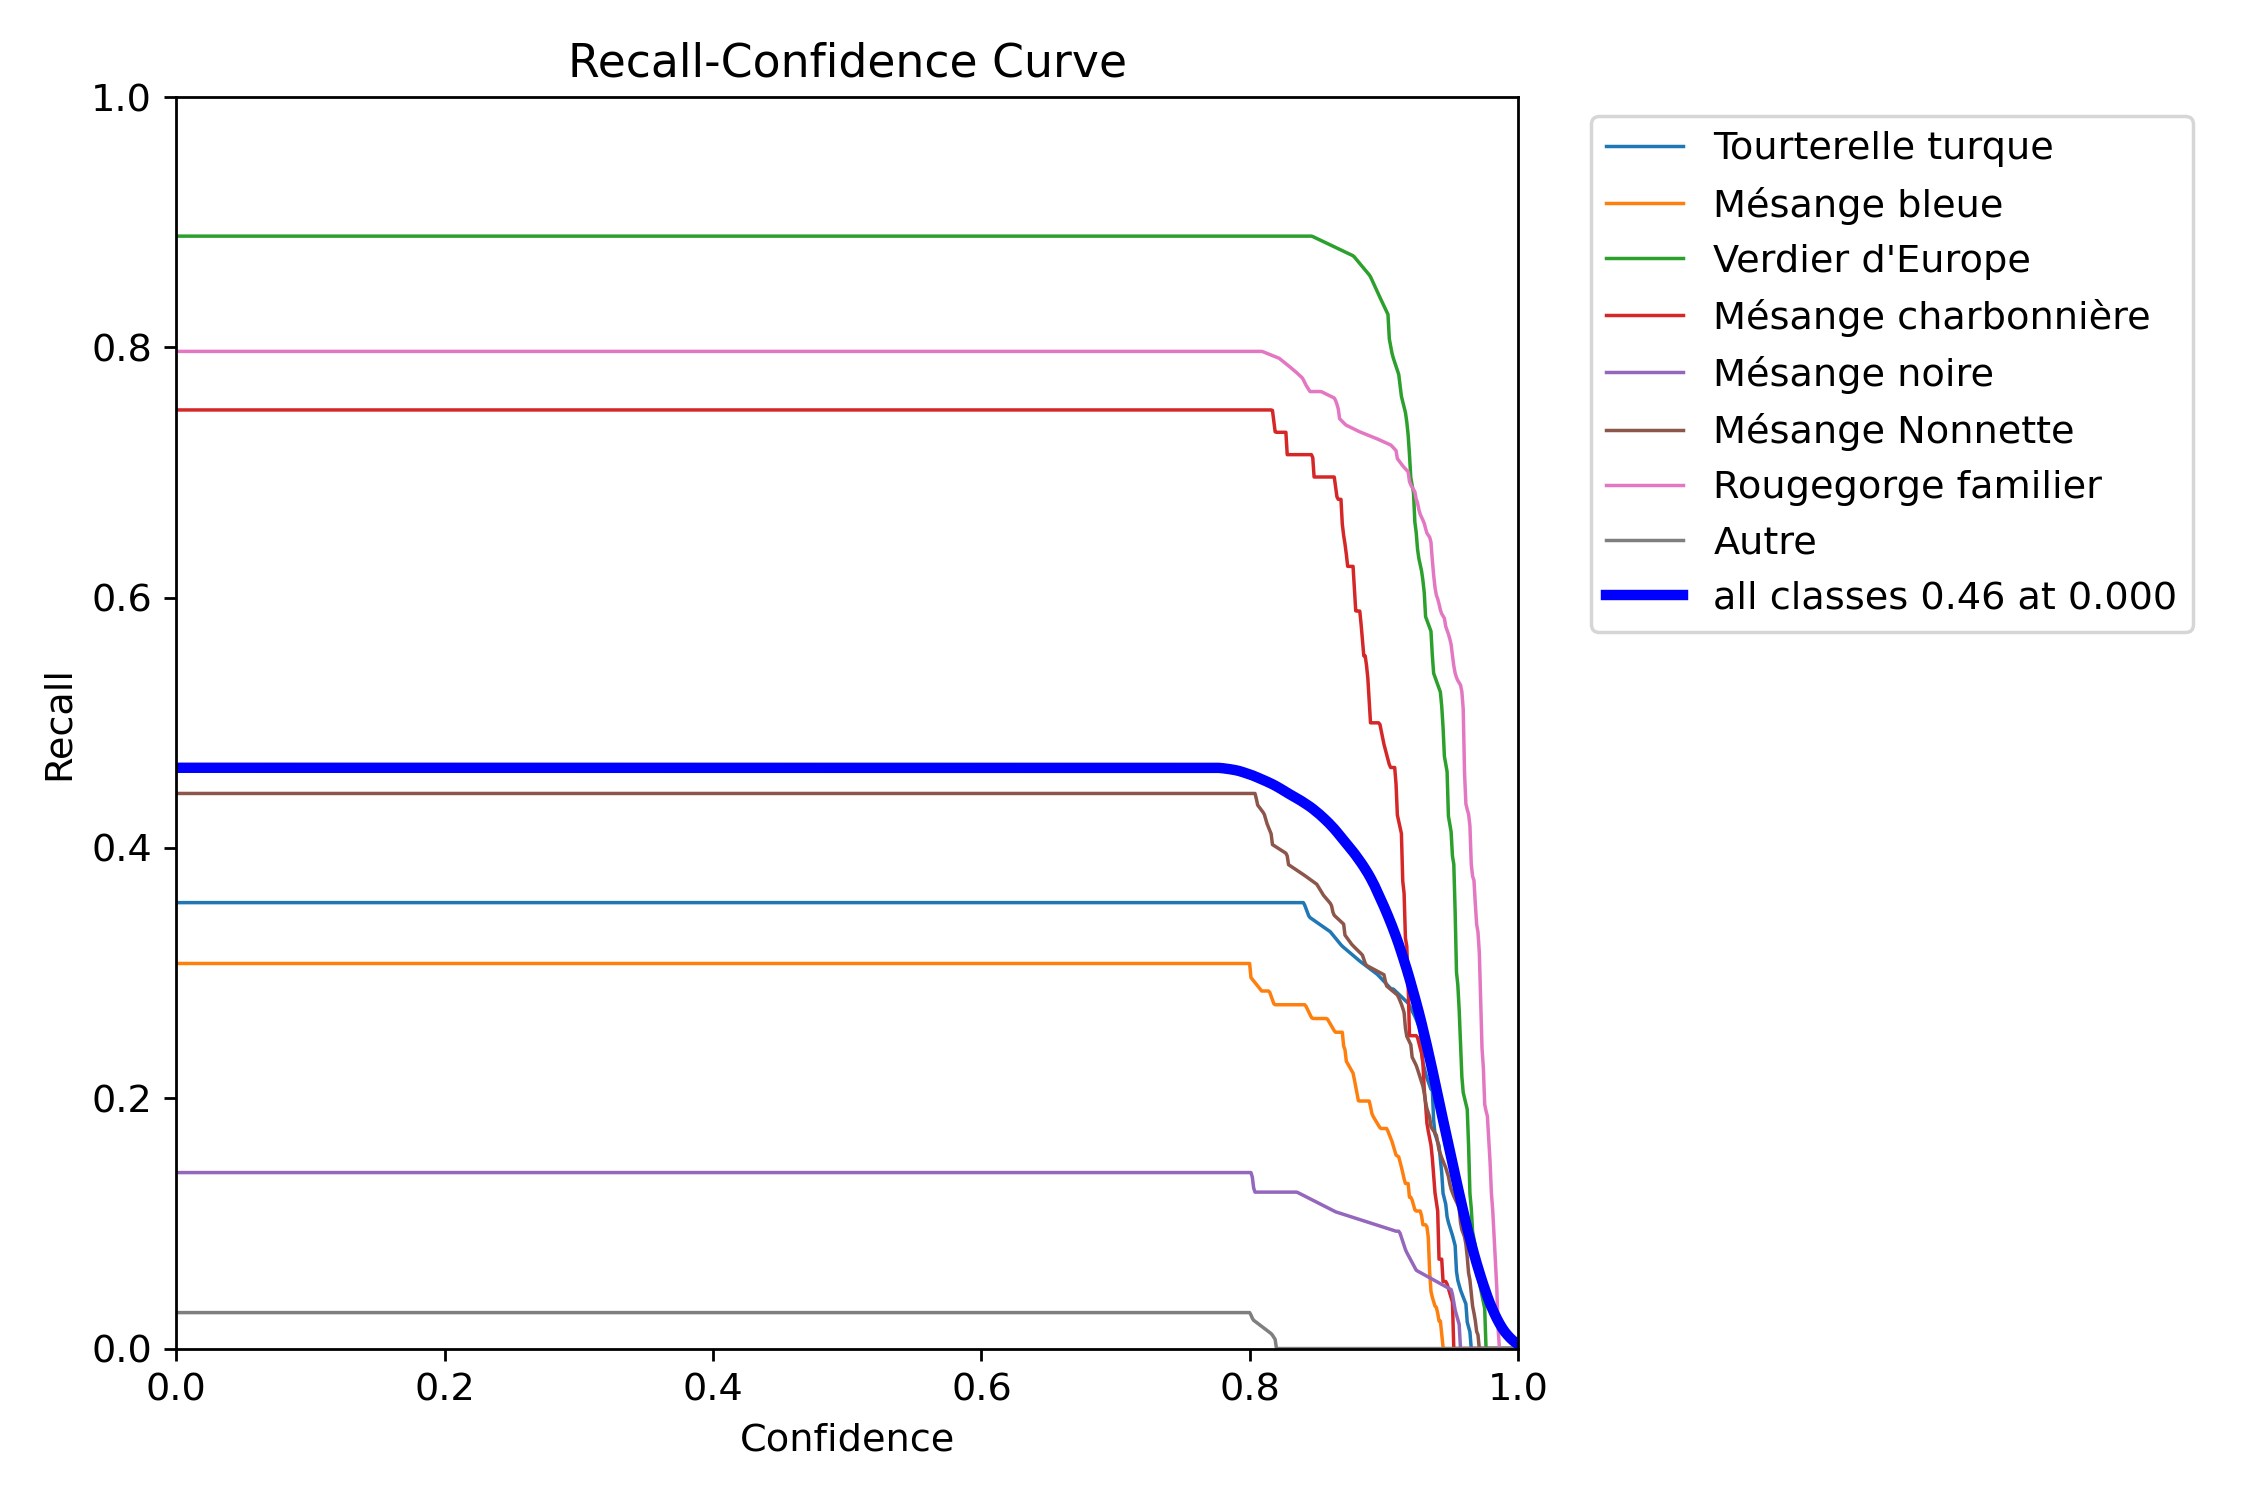 Recall-Confidence Curve
1.0
0.8
0.6
0.4
0.2
0.0
Recall
0.0 0.2 0.4 0.6 0.8 1.0
Confidence
Tourterelle turque
Mésange bleue
Verdier d'Europe
Mésange charbonnière
Mésange noire
Mésange Nonnette
Rougegorge familier
Autre
all classes 0.46 at 0.000